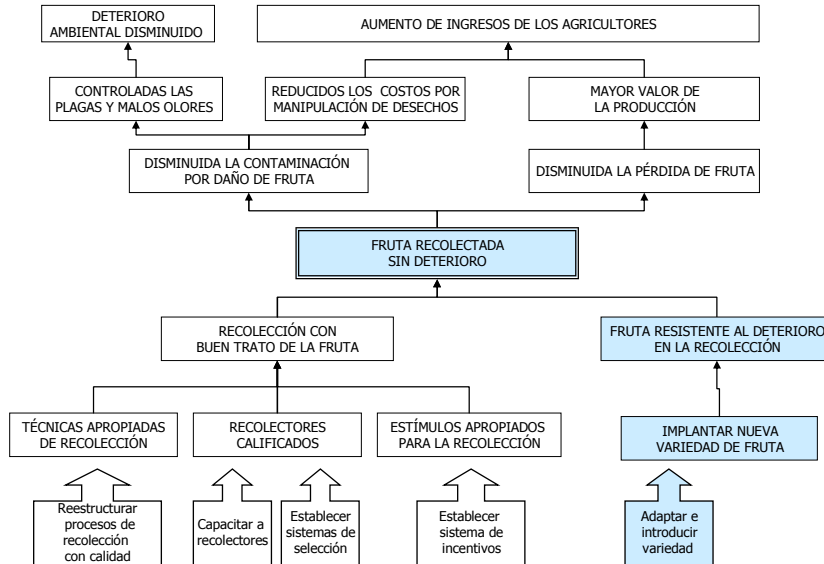 DETERIORO
AMBIENTAL DISMINUIDO
AUMENTO DE INGRESOS DE LOS AGRICULTORES
CONTROLADAS LAS
PLAGAS Y MALOS OLORES
REDUCIDOS LOS COSTOS POR
MANIPULACIÓN DE DESECHOS
MAYOR VALOR DE
LA PRODUCCIÓN
DISMINUIDA LA CONTAMINACIÓN
POR DAÑO DE FRUTA
DISMINUIDA LA PÉRDIDA DE FRUTA
FRUTA RECOLECTADA
SIN DETERIORO
RECOLECCIÓN CON
BUEN TRATO DE LA FRUTA
FRUTA RESISTENTE AL DETERIORO
EN LA RECOLECCIÓN
TÉCNICAS APROPIADAS
DE RECOLECCIÓN
RECOLECTORES
CALIFICADOS
ESTÍMULOS APROPIADOS
PARA LA RECOLECCIÓN
IMPLANTAR NUEVA
VARIEDAD DE FRUTA
Reestructurar
procesos de
recolección
con calidad
Capacitar a
recolectores
Establecer
sistemas de
selección
Establecer
sistema de
incentivos
Adaptar e
introducir
variedad